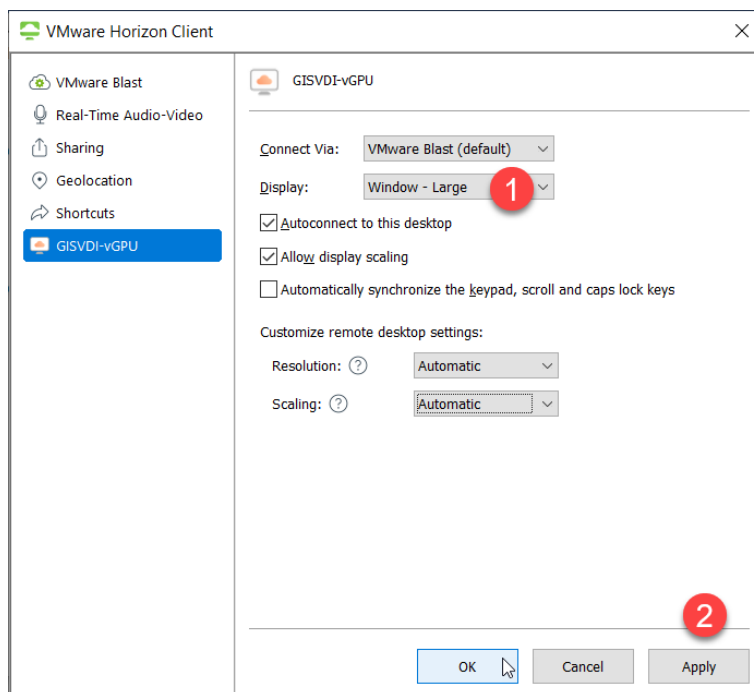 VMware Horizon Client
VMware Blast
Real-Time Audio-Video
Sharing
Geolocation
Shortcuts
GISVDI-vGPU
GISVDI-vGPU
Connect Via: VMware Blast (default)
Display: Window - Large 1
Autoconnect to this desktop
Allow display scaling
Automatically synchronize the keypad, scroll and caps lock keys
Customize remote desktop settings:
Resolution: ? Automatic
Scaling: ? Automatic
2
OK Cancel Apply